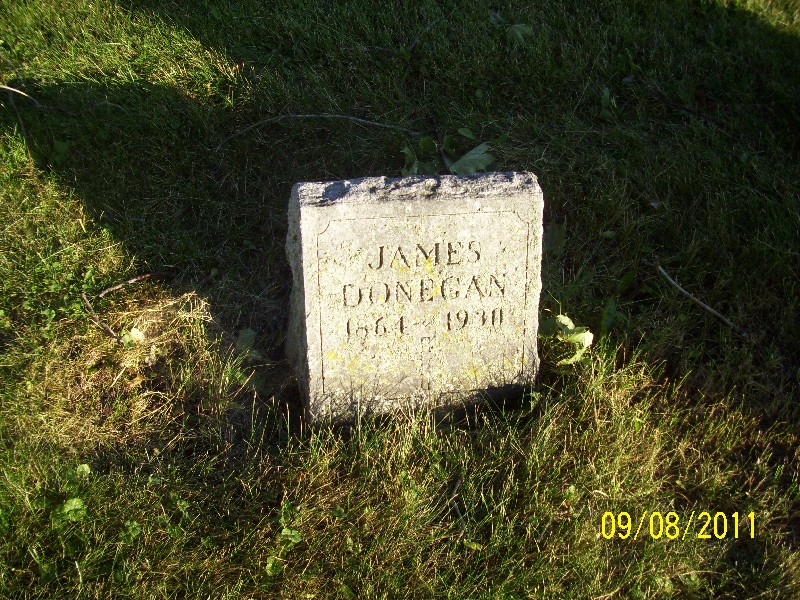 JAMES
DONEGAN
1864 - 1930
09/08/2011